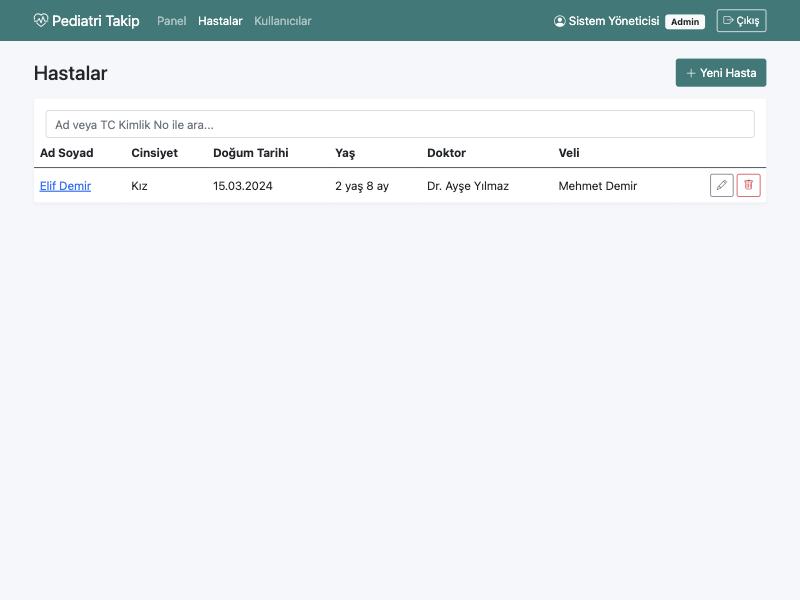 Pediatri Takip Panel Hastalar Kullanıcılar Sistem Yöneticisi Admin Çıkış
Hastalar Yeni Hasta
Ad veya TC Kimlik No ile ara...
Ad Soyad Cinsiyet Doğum Tarihi Yaş Doktor Veli
Elif Demir Kız 15.03.2024 2 yaş 8 ay Dr. Ayşe Yılmaz Mehmet Demir